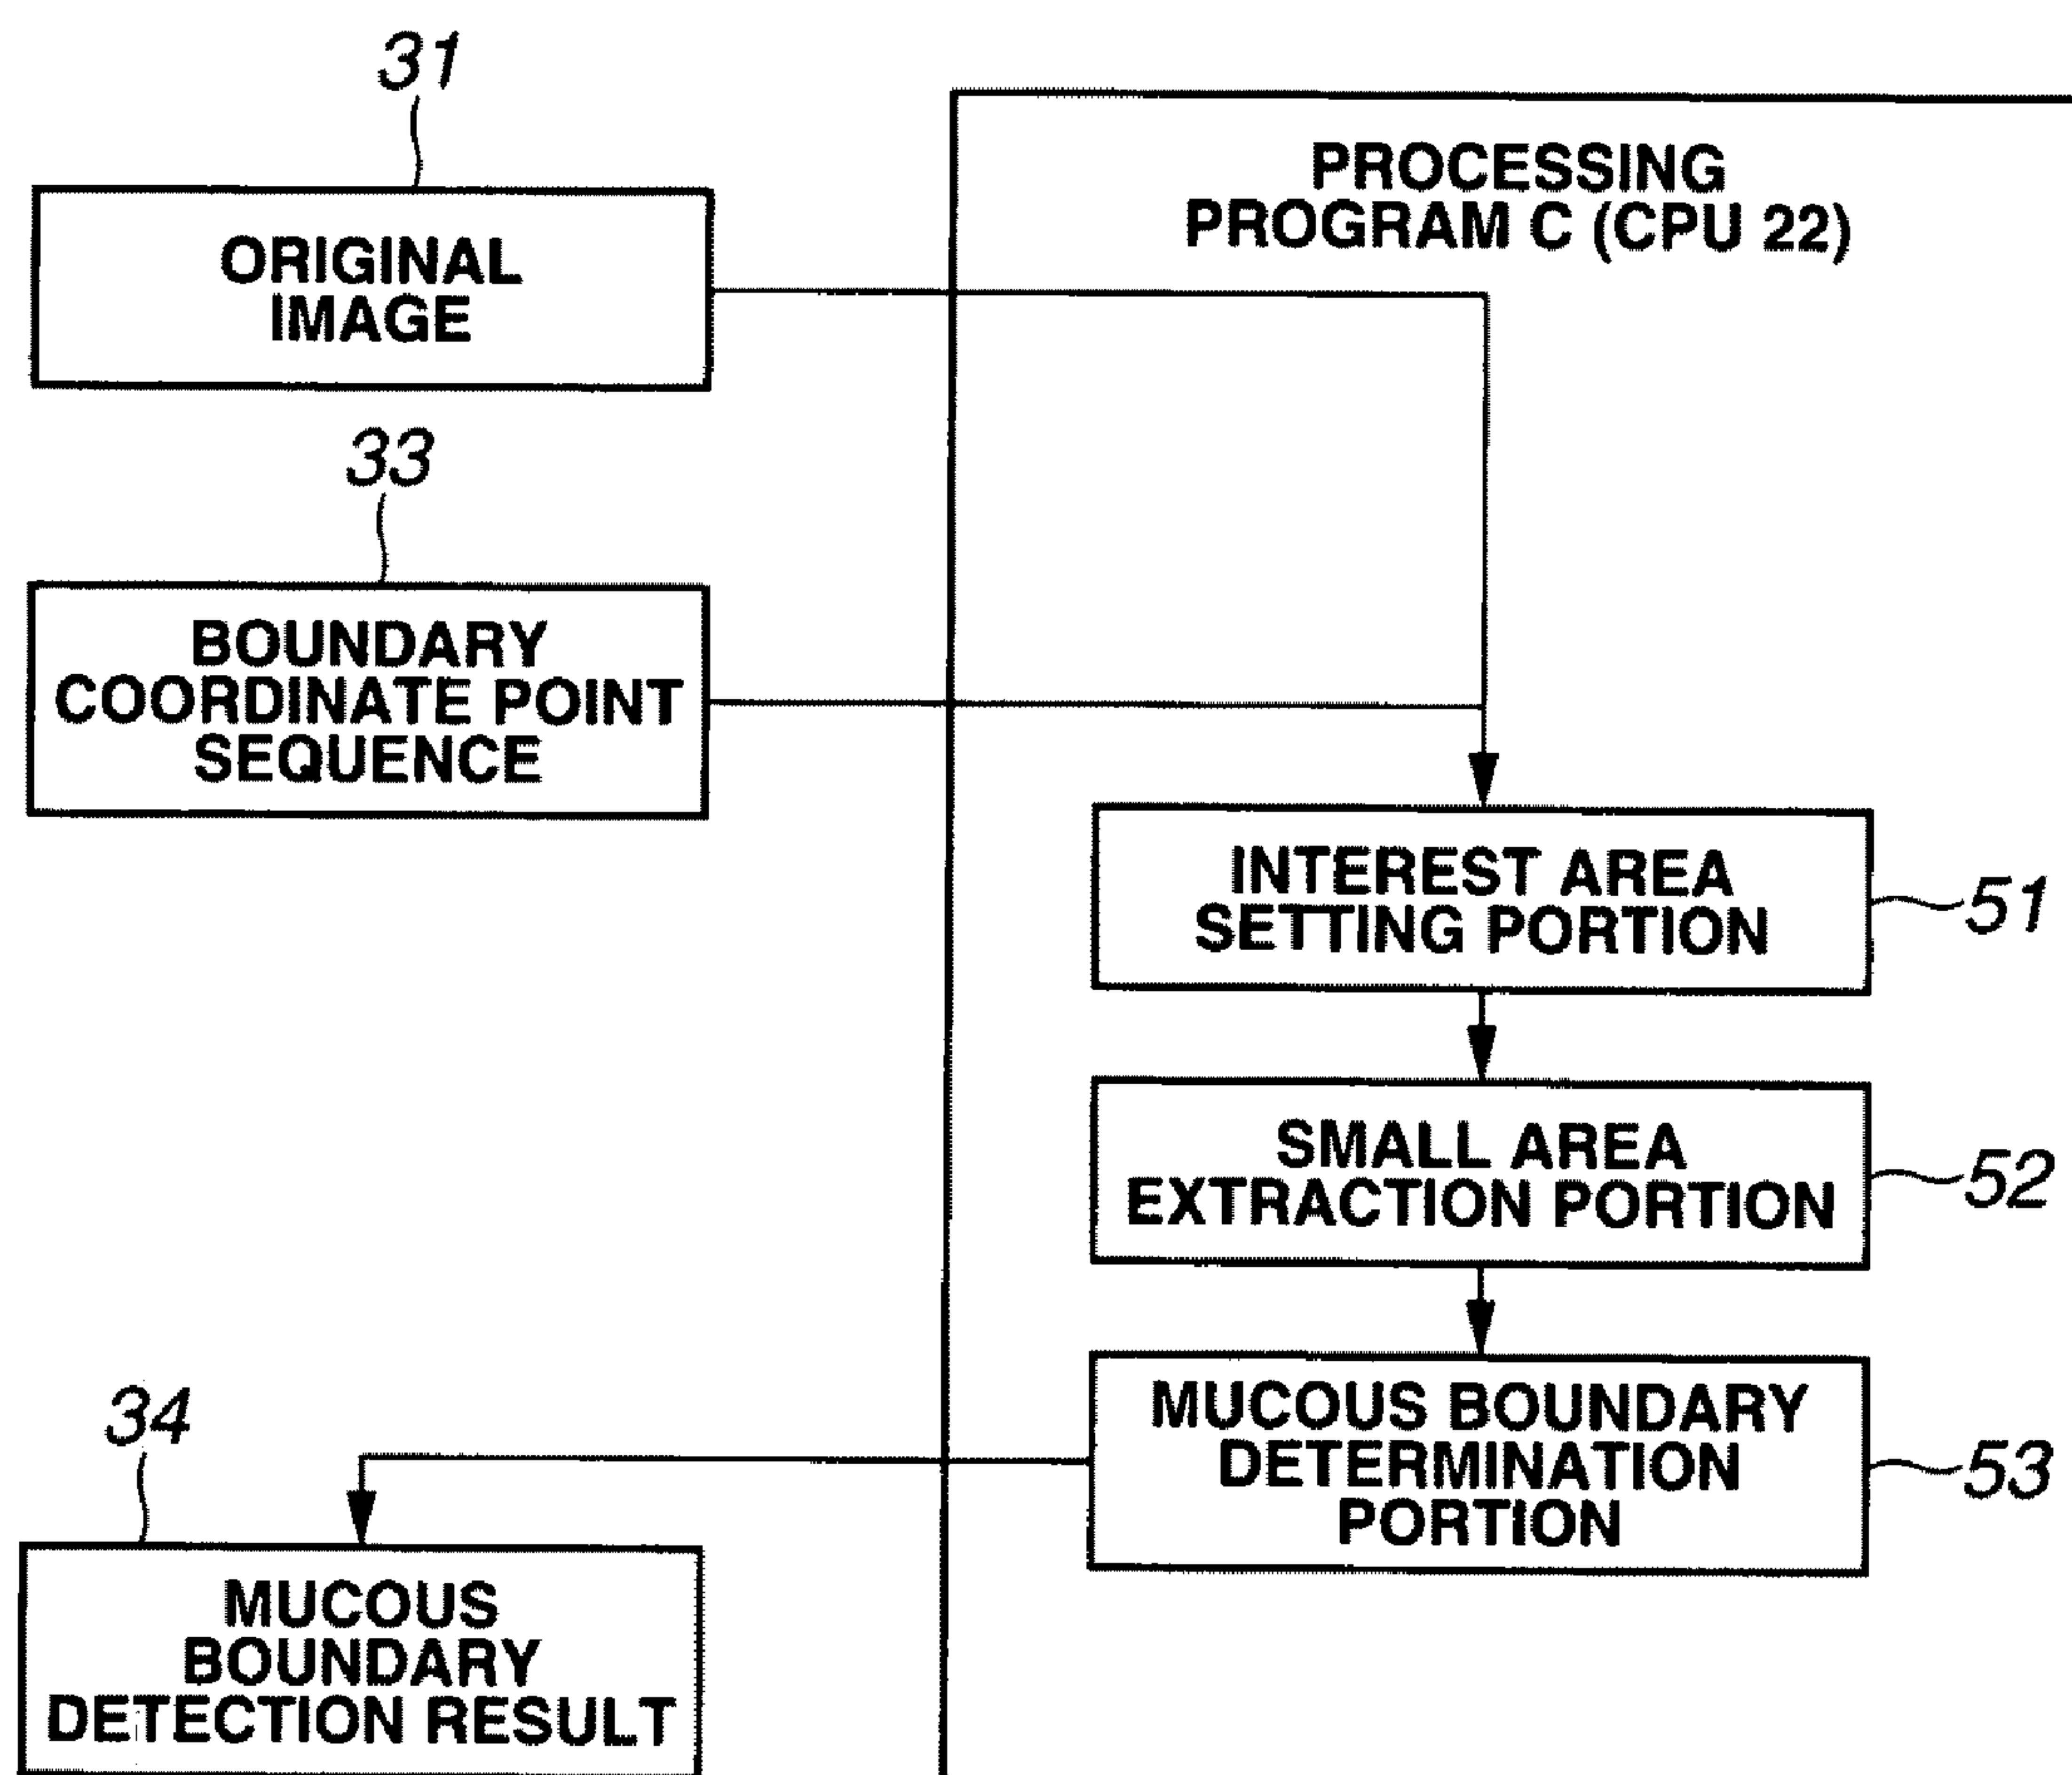 31
PROCESSING
PROGRAM C (CPU 22)
ORIGINAL
IMAGE
33
BOUNDARY
COORDINATE POINT
SEQUENCE
INTEREST AREA
SETTING PORTION
51
SMALL AREA
EXTRACTION PORTION
52
MUCOUS BOUNDARY
DETERMINATION
PORTION
53
34
MUCOUS
BOUNDARY
DETECTION RESULT